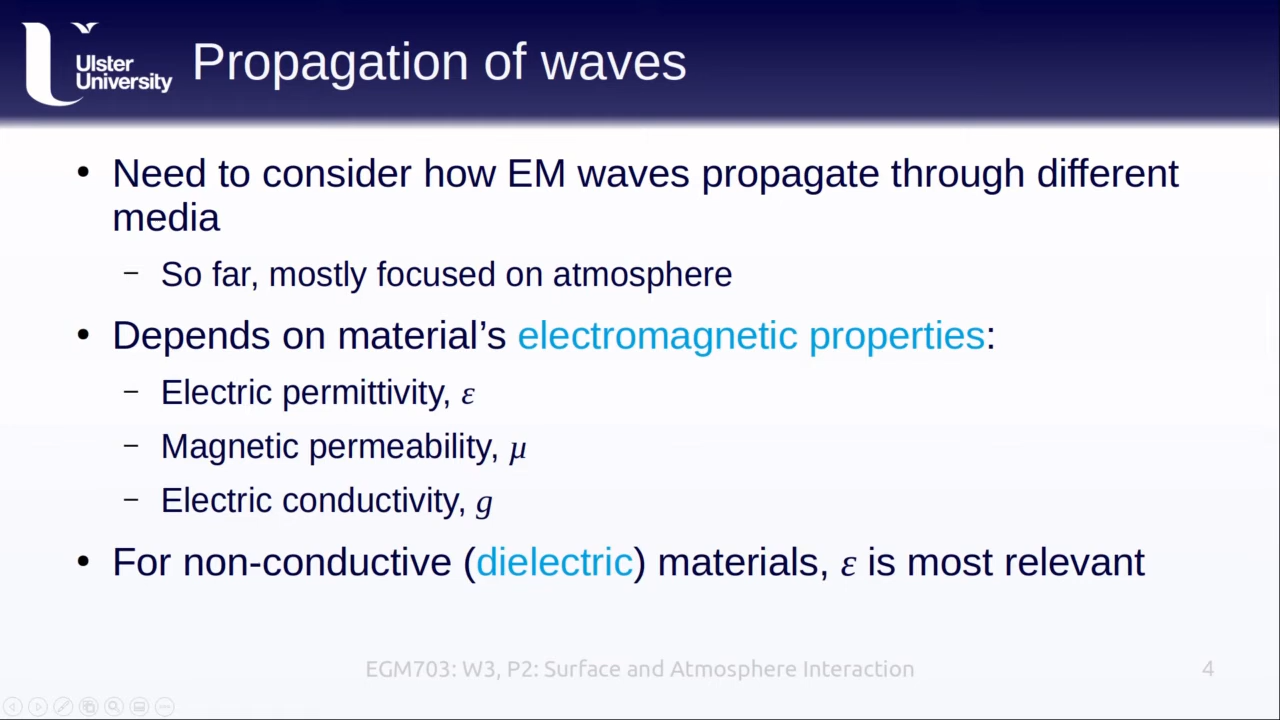 Ulster
University
Propagation of waves
• Need to consider how EM waves propagate through different
media
– So far, mostly focused on atmosphere
• Depends on material’s electromagnetic properties:
– Electric permittivity, ε
– Magnetic permeability, μ
– Electric conductivity, g
• For non-conductive (dielectric) materials, ε is most relevant
EGM703: W3, P2: Surface and Atmosphere Interaction
4